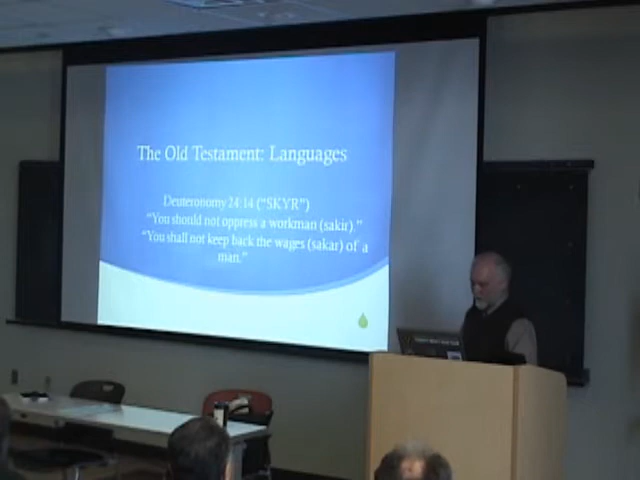 The Old Testament: Languages
Deuteronomy 24:14 ("SKYR")
"You should not oppress a workman (sakir)."
"You shall not keep back the wages (sakar) of a
man."